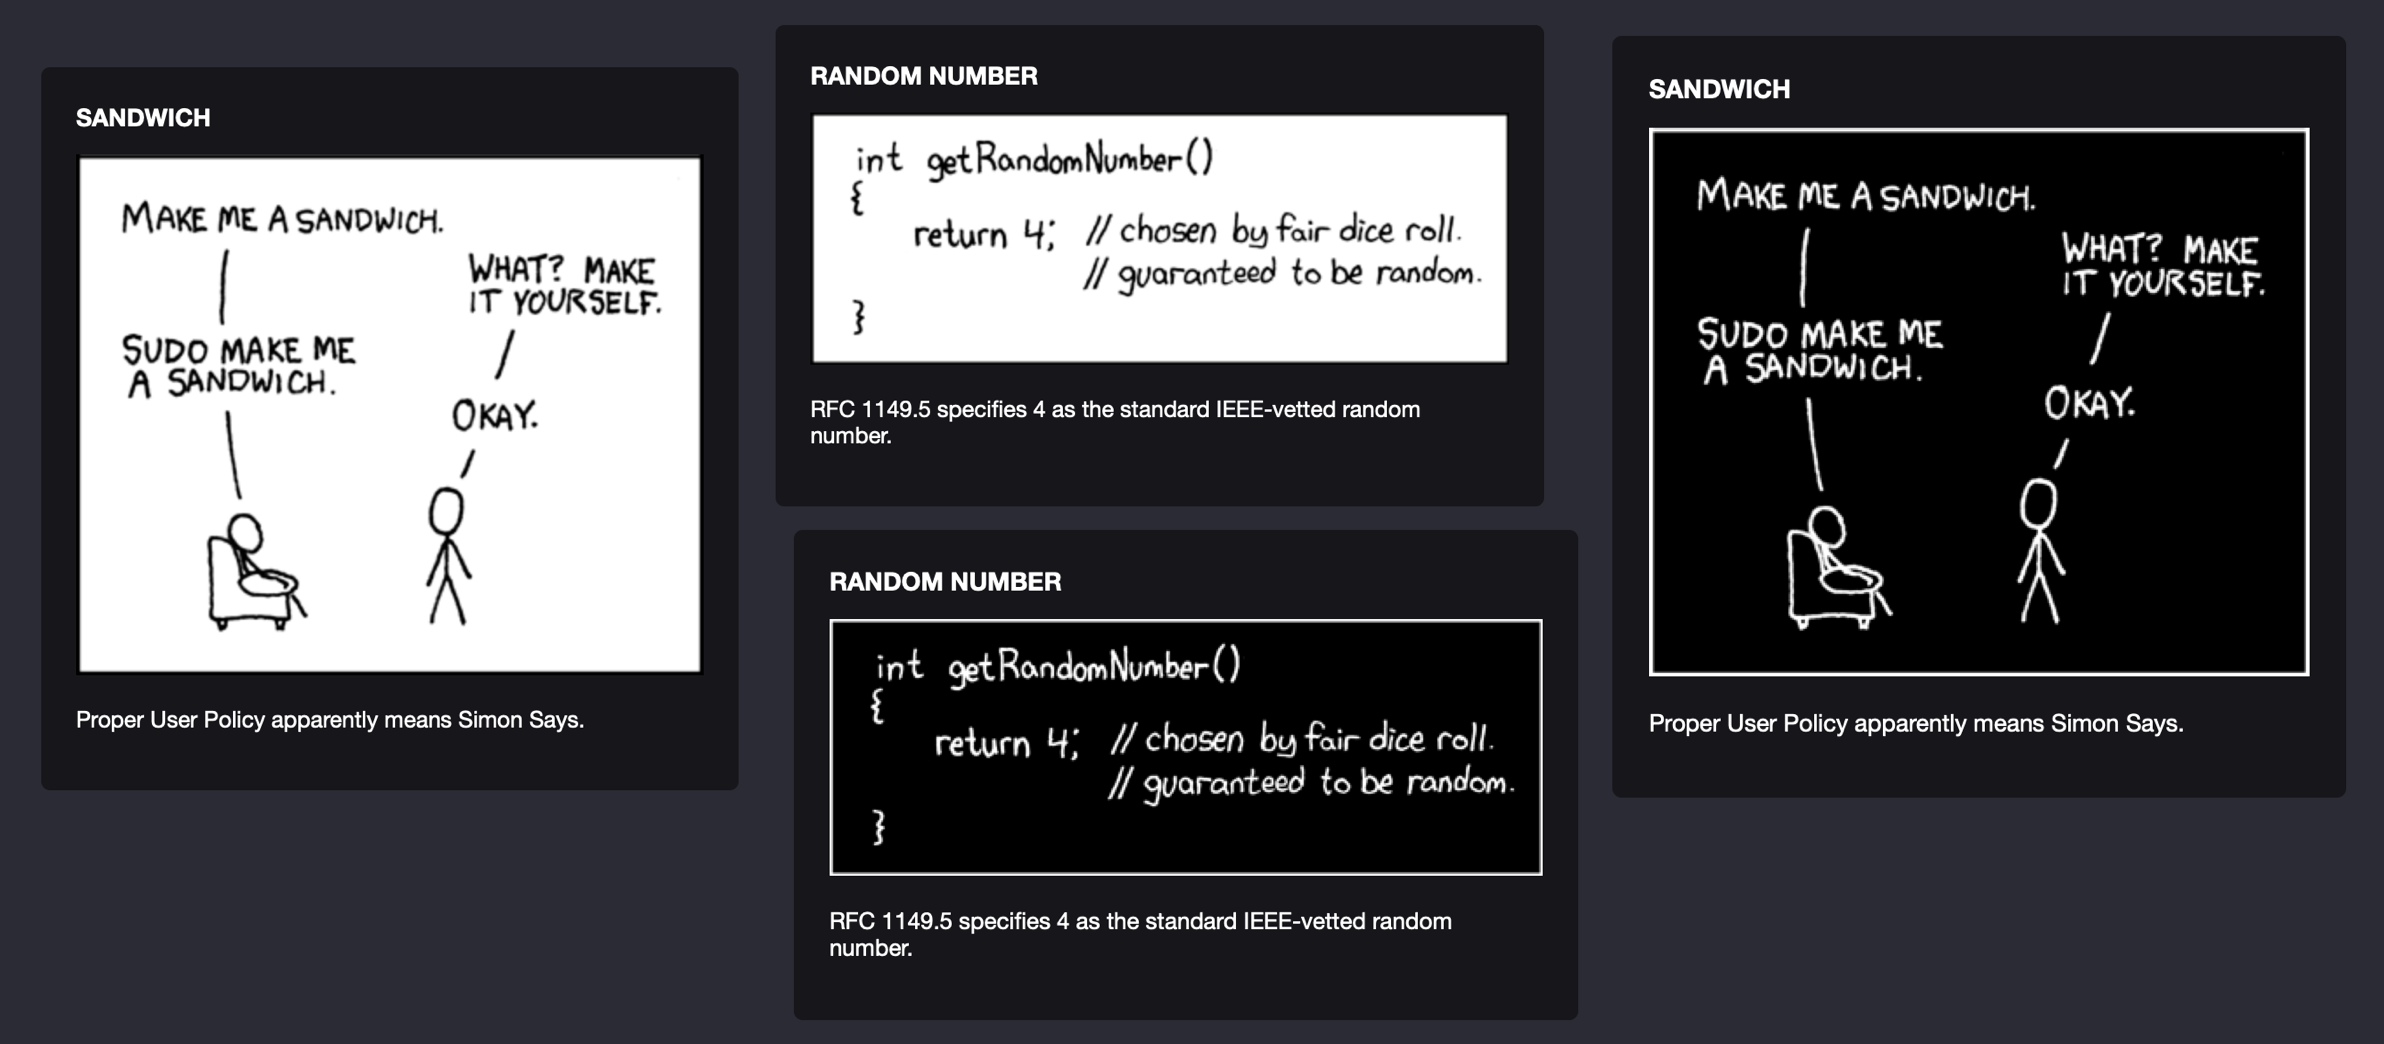 SANDWICH
MAKE ME A SANDWICH.
WHAT? MAKE
IT YOURSELF.
SUDO MAKE ME
A SANDWICH.
OKAY.
Proper User Policy apparently means Simon Says.
RANDOM NUMBER
int getRandomNumber()
{
return 4; // chosen by fair dice roll.
// guaranteed to be random.
}
RFC 1149.5 specifies 4 as the standard IEEE-vetted random
number.
RANDOM NUMBER
int getRandomNumber()
{
return 4; // chosen by fair dice roll.
// guaranteed to be random.
}
RFC 1149.5 specifies 4 as the standard IEEE-vetted random
number.
SANDWICH
MAKE ME A SANDWICH.
WHAT? MAKE
IT YOURSELF.
SUDO MAKE ME
A SANDWICH.
OKAY.
Proper User Policy apparently means Simon Says.